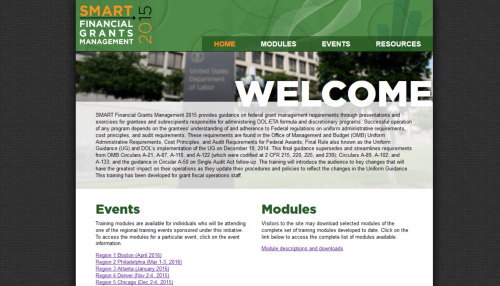 SMART
FINANCIAL
GRANTS
MANAGEMENT
2015
HOME MODULES EVENTS RESOURCES
United States
Department
of Labor
WELCOME
SMART Financial Grants Management 2015 provides guidance on federal grant management requirements through presentations and
exercises for grantees and subrecipients responsible for administering DOL-ETA formula and discretionary programs. Successful operation
of any program depends on the grantees' understanding of and adherence to Federal regulations on uniform administrative requirements,
cost principles, and audit requirements. These requirements are found in the Office of Management and Budget (OMB) Uniform
Administrative Requirements, Cost Principles, and Audit Requirements for Federal Awards; Final Rule also known as the Uniform
Guidance (UG) and DOL's implementation of the UG on December 19, 2014. This final guidance supersedes and streamlines requirements
from OMB Circulars A-21, A-87, A-110, and A-122 (which were codified at 2 CFR 215, 220, 225, and 230); Circulars A-89, A-102, and
A-133; and the guidance in Circular A-50 on Single Audit Act follow-up. The training will introduce the audience to key changes that will
have the greatest impact on their operations as they update their procedures and policies to reflect the changes in the Uniform Guidance.
This training has been developed for grant fiscal operations staff.
Events
Training modules are available for individuals who will be attending
one of the regional training events sponsored under this initiative.
To access the modules for a particular event, click on the event
information:
Region 1 Boston (April 2016)
Region 2 Philadelphia (Mar 1-3, 2016)
Region 3 Atlanta (January 2016)
Region 4 Denver (Nov 2-4, 2015)
Region 5 Chicago (Dec 2-4, 2015)
Modules
Visitors to the site may download selected modules of the
complete set of training modules developed to date. Click on the
link below to access the complete list of modules available.
Module descriptions and downloads